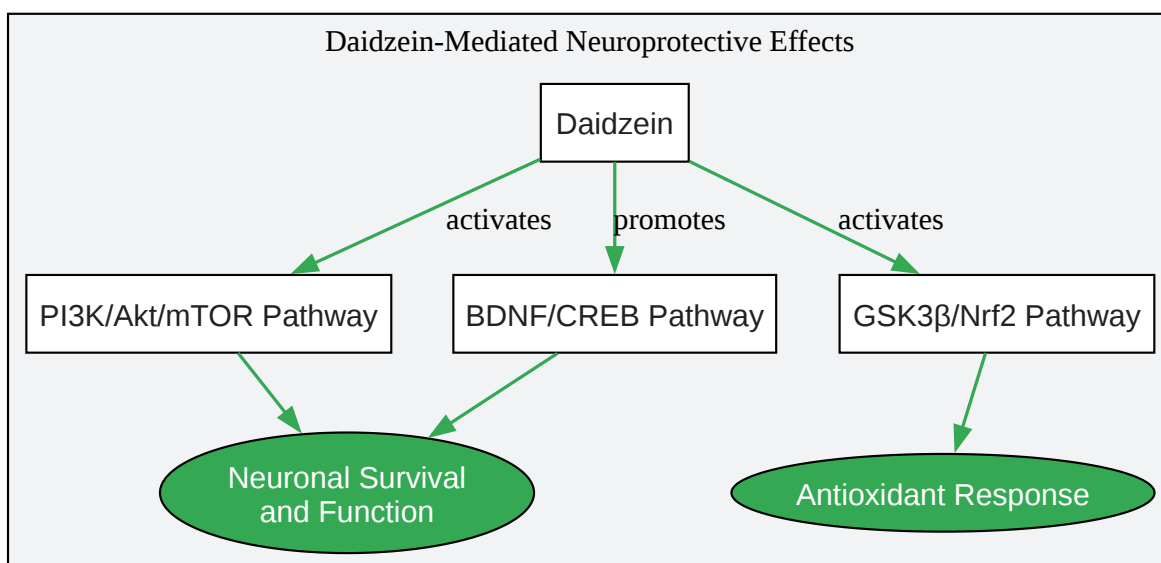 Daidzein-Mediated Neuroprotective Effects
Daidzein
activates
promotes
activates
PI3K/Akt/mTOR Pathway
BDNF/CREB Pathway
GSK3β/Nrf2 Pathway
Neuronal Survival
and Function
Antioxidant Response